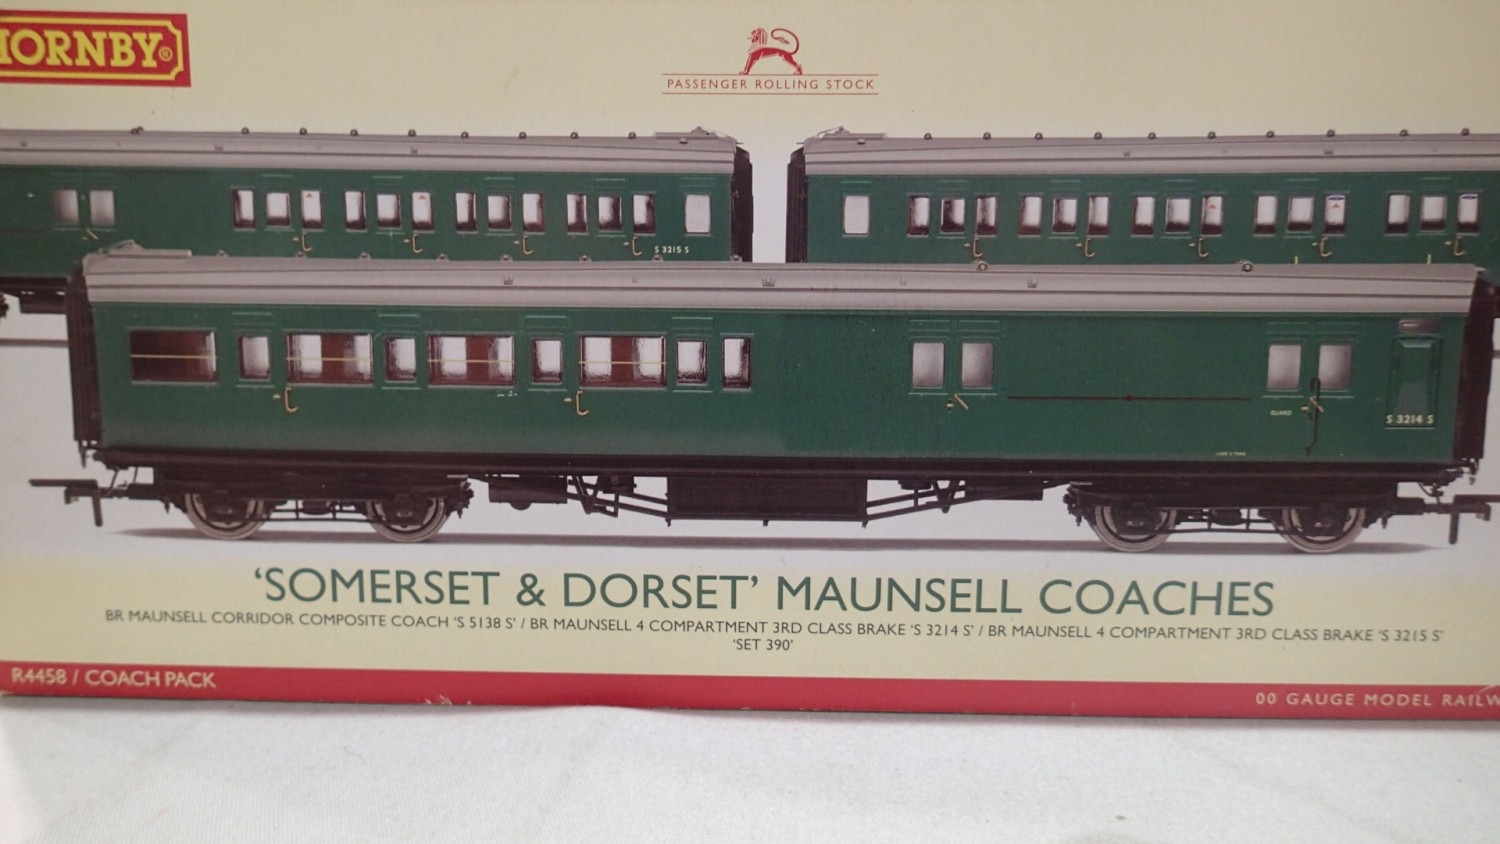 HORNBY®
PASSENGER ROLLING STOCK
S 3215 S
GUARD
S 3214 S
'SOMERSET & DORSET' MAUNSELL COACHES
BR MAUNSELL CORRIDOR COMPOSITE COACH 'S 5138 S' / BR MAUNSELL 4 COMPARTMENT 3RD CLASS BRAKE 'S 3214 S' / BR MAUNSELL 4 COMPARTMENT 3RD CLASS BRAKE 'S 3215 S'
'SET 390'
R4458 / COACH PACK
00 GAUGE MODEL RAILW